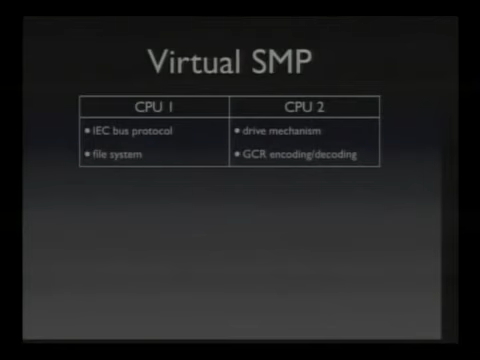 Virtual SMP
CPU 1 CPU 2
• IEC bus protocol • drive mechanism
• file system • GCR encoding/decoding